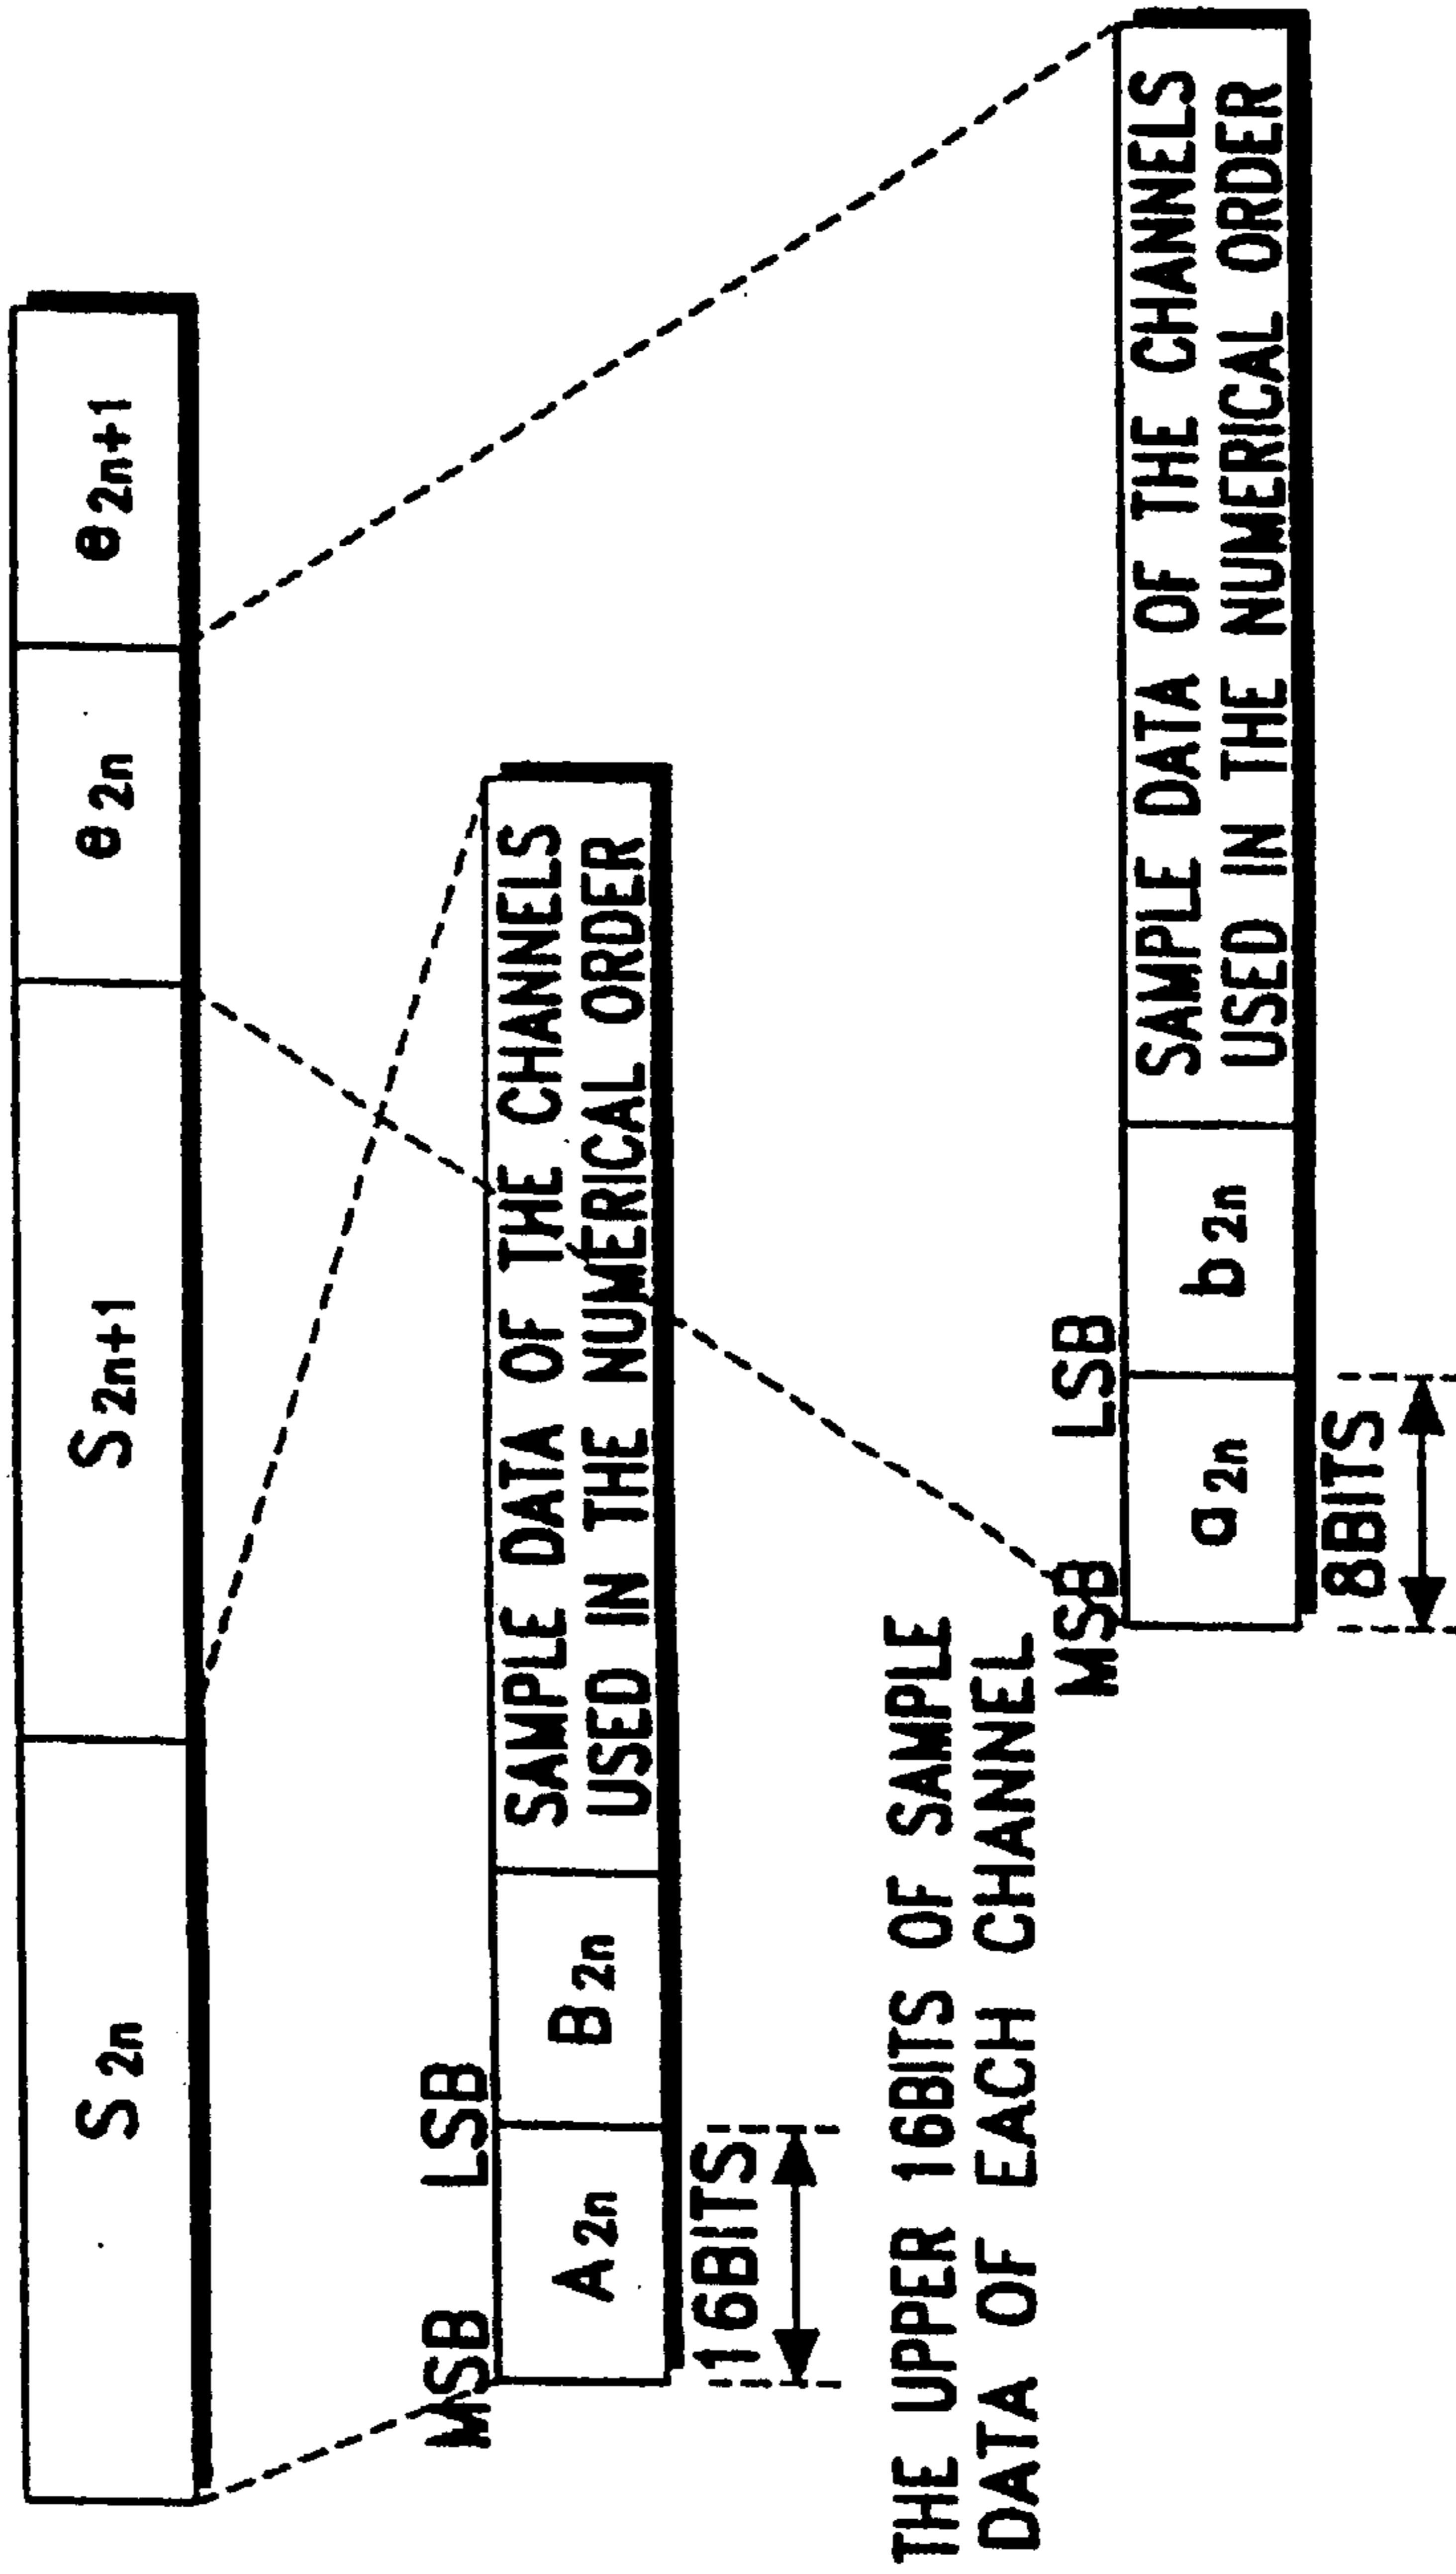 S2n
S2n+1
e2n
e2n+1
MSB
LSB
A2n
B2n
SAMPLE DATA OF THE CHANNELS
USED IN THE NUMERICAL ORDER
16BITS
THE UPPER 16BITS OF SAMPLE
DATA OF EACH CHANNEL
MSB
LSB
a2n
b2n
SAMPLE DATA OF THE CHANNELS
USED IN THE NUMERICAL ORDER
8BITS